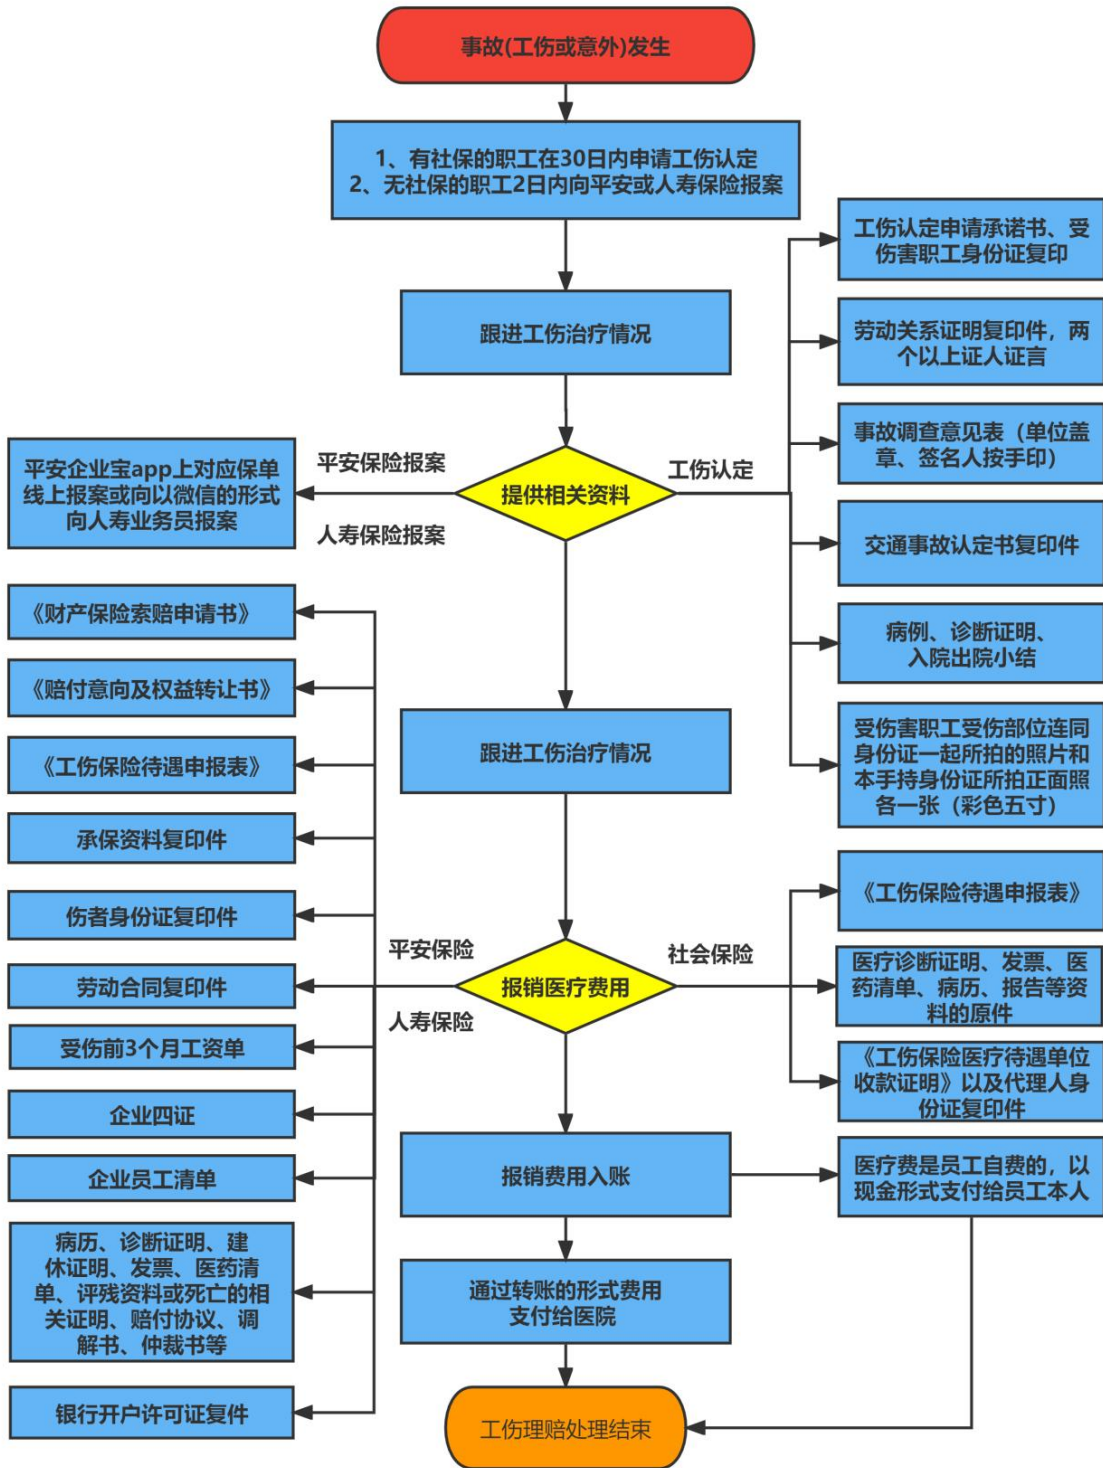 事故(工伤或意外)发生
1、有社保的职工在30日内申请工伤认定
2、无社保的职工2日内向平安或人寿保险报案
跟进工伤治疗情况
提供相关资料
工伤认定
工伤认定申请承诺书、受
伤害职工身份证复印
劳动关系证明复印件，两
个以上证人证言
事故调查意见表（单位盖
章、签名人按手印）
交通事故认定书复印件
病例、诊断证明、
入院出院小结
受伤害职工受伤部位连同
身份证一起所拍的照片和
本手持身份证所拍正面照
各一张（彩色五寸）
平安保险报案
人寿保险报案
平安企业宝app上对应保单
线上报案或向以微信的形式
向人寿业务员报案
跟进工伤治疗情况
报销医疗费用
平安保险
人寿保险
《财产保险索赔申请书》
《赔付意向及权益转让书》
《工伤保险待遇申报表》
承保资料复印件
伤者身份证复印件
劳动合同复印件
受伤前3个月工资单
企业四证
企业员工清单
病历、诊断证明、建
休证明、发票、医药清
单、评残资料或死亡的相
关证明、赔付协议、调
解书、仲裁书等
银行开户许可证复件
社会保险
《工伤保险待遇申报表》
医疗诊断证明、发票、医
药清单、病历、报告等资
料的原件
《工伤保险医疗待遇单位
收款证明》以及代理人身
份证复印件
报销费用入账
医疗费是员工自费的，以
现金形式支付给员工本人
通过转账的形式费用
支付给医院
工伤理赔处理结束